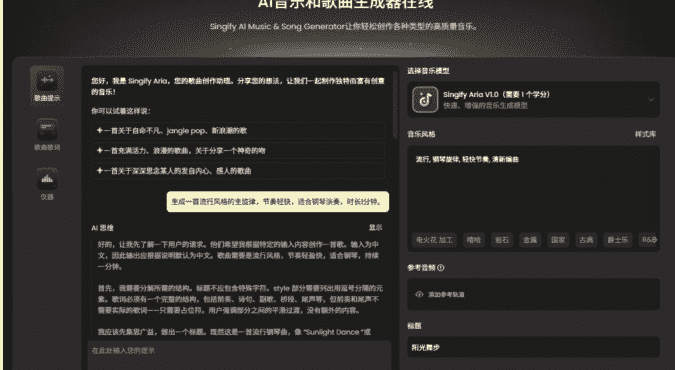 AI音乐和歌曲生成器在线
Singify AI Music & Song Generator让你轻松创作各种类型的高质量音乐。
歌曲提示
歌曲歌词
仪器
您好，我是 Singify Aria，您的歌曲创作助理。分享您的想法，让我们一起制作独特而富有创意的音乐！
你可以试着这样说：
一首关于自命不凡、jangle pop、新浪潮的歌
一首充满活力、浪漫的歌曲，关于分享一个神奇的吻
一首关于深深思念某人的发自内心、感人的歌曲
生成一首流行风格的主旋律，节奏轻快，适合钢琴演奏，时长1分钟。
AI 思维
显示
好的，让我先了解一下用户的请求。他们希望我根据特定的输入内容创作一首歌。输入为中
文，因此输出应根据说明默认为中文。歌曲需要是流行风格，节奏轻盈快，适合钢琴，持续
一分钟。
首先，我需要分解所需的结构。标题不应包含特殊字符。style 部分需要列出用逗号分隔的元
素。歌词必须有一个完整的结构，包括前奏、诗句、副歌、桥段、尾声等，但前奏和尾声不
需要实际的歌词——只需要占位符。用户强调部分之间的平滑过渡，没有额外的内容。
我应该先集思广益，想出一个标题。既然这是一首流行钢琴曲，像 "Sunlight Dance "或
在此处输入您的提示
选择音乐模型
Singify Aria V1.0（需要 1 个学分）
快速、增强的音乐生成模型
音乐风格
样式库
流行, 钢琴旋律, 轻快节奏, 清新编曲
电火花 加工
嘻哈
岩石
金属
国家
古典
爵士乐
R&B
参考音频
添加参考轨道
标题
阳光舞步